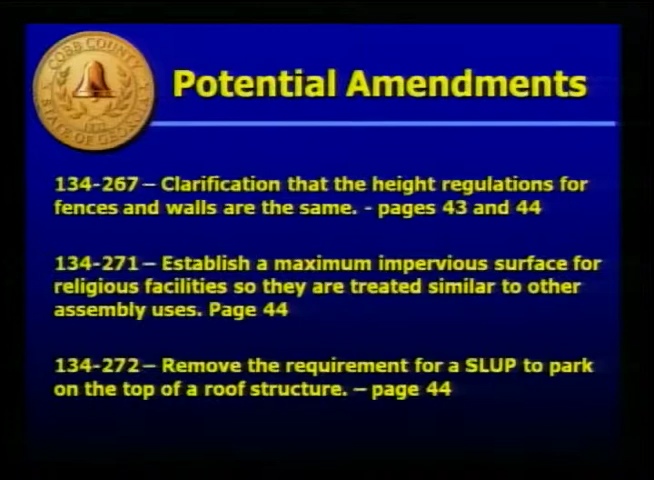 COBB COUNTY
STATE OF GEORGIA
Potential Amendments
134-267 – Clarification that the height regulations for
fences and walls are the same. - pages 43 and 44
134-271 – Establish a maximum impervious surface for
religious facilities so they are treated similar to other
assembly uses. Page 44
134-272 – Remove the requirement for a SLUP to park
on the top of a roof structure. – page 44